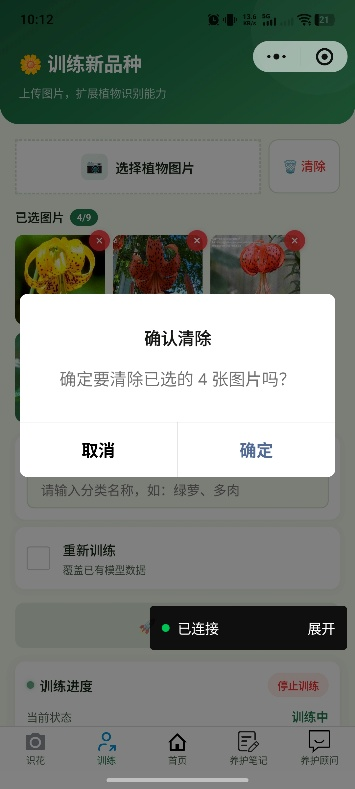 10:12
13.6
KB/s
5G
21
训练新品种
上传图片，扩展植物识别能力
选择植物图片
清除
已选图片 4/9
确认清除
确定要清除已选的 4 张图片吗？
取消
确定
请输入分类名称，如：绿萝、多肉
重新训练
覆盖已有模型数据
已连接
展开
训练进度
停止训练
当前状态
训练中
识花
训练
首页
养护笔记
养护顾问